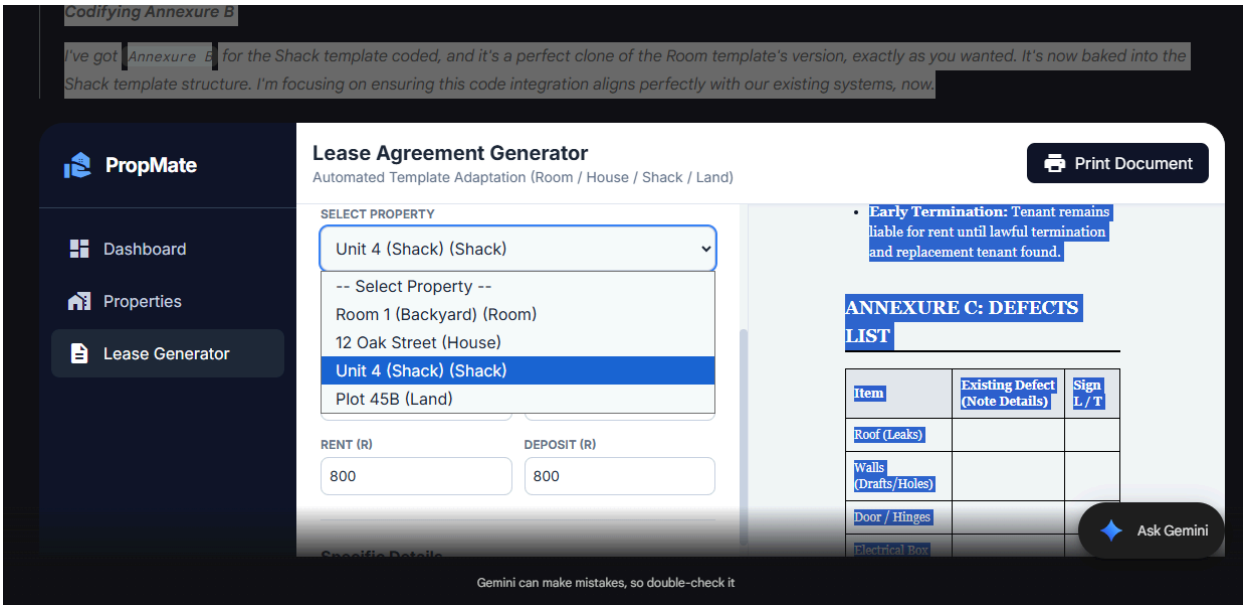 Codifying Annexure B
I've got Annexure B for the Shack template coded, and it's a perfect clone of the Room template's version, exactly as you wanted. It's now baked into the
Shack template structure. I'm focusing on ensuring this code integration aligns perfectly with our existing systems, now.
PropMate
Dashboard
Properties
Lease Generator
Lease Agreement Generator
Automated Template Adaptation (Room / House / Shack / Land)
Print Document
SELECT PROPERTY
Unit 4 (Shack) (Shack)
-- Select Property --
Room 1 (Backyard) (Room)
12 Oak Street (House)
Unit 4 (Shack) (Shack)
Plot 45B (Land)
RENT (R)
DEPOSIT (R)
800
800
Specific Details
• Early Termination: Tenant remains
liable for rent until lawful termination
and replacement tenant found.
ANNEXURE C: DEFECTS
LIST
Item
Existing Defect
(Note Details)
Sign
L / T
Roof (Leaks)
Walls
(Drafts/Holes)
Door / Hinges
Electrical Box
Ask Gemini
Gemini can make mistakes, so double-check it